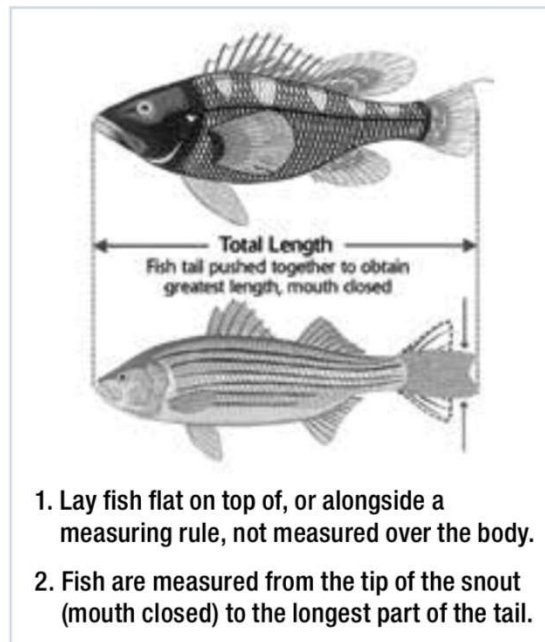 Total Length
Fish tail pushed together to obtain
greatest length, mouth closed
1. Lay fish flat on top of, or alongside a
measuring rule, not measured over the body.
2. Fish are measured from the tip of the snout
(mouth closed) to the longest part of the tail.